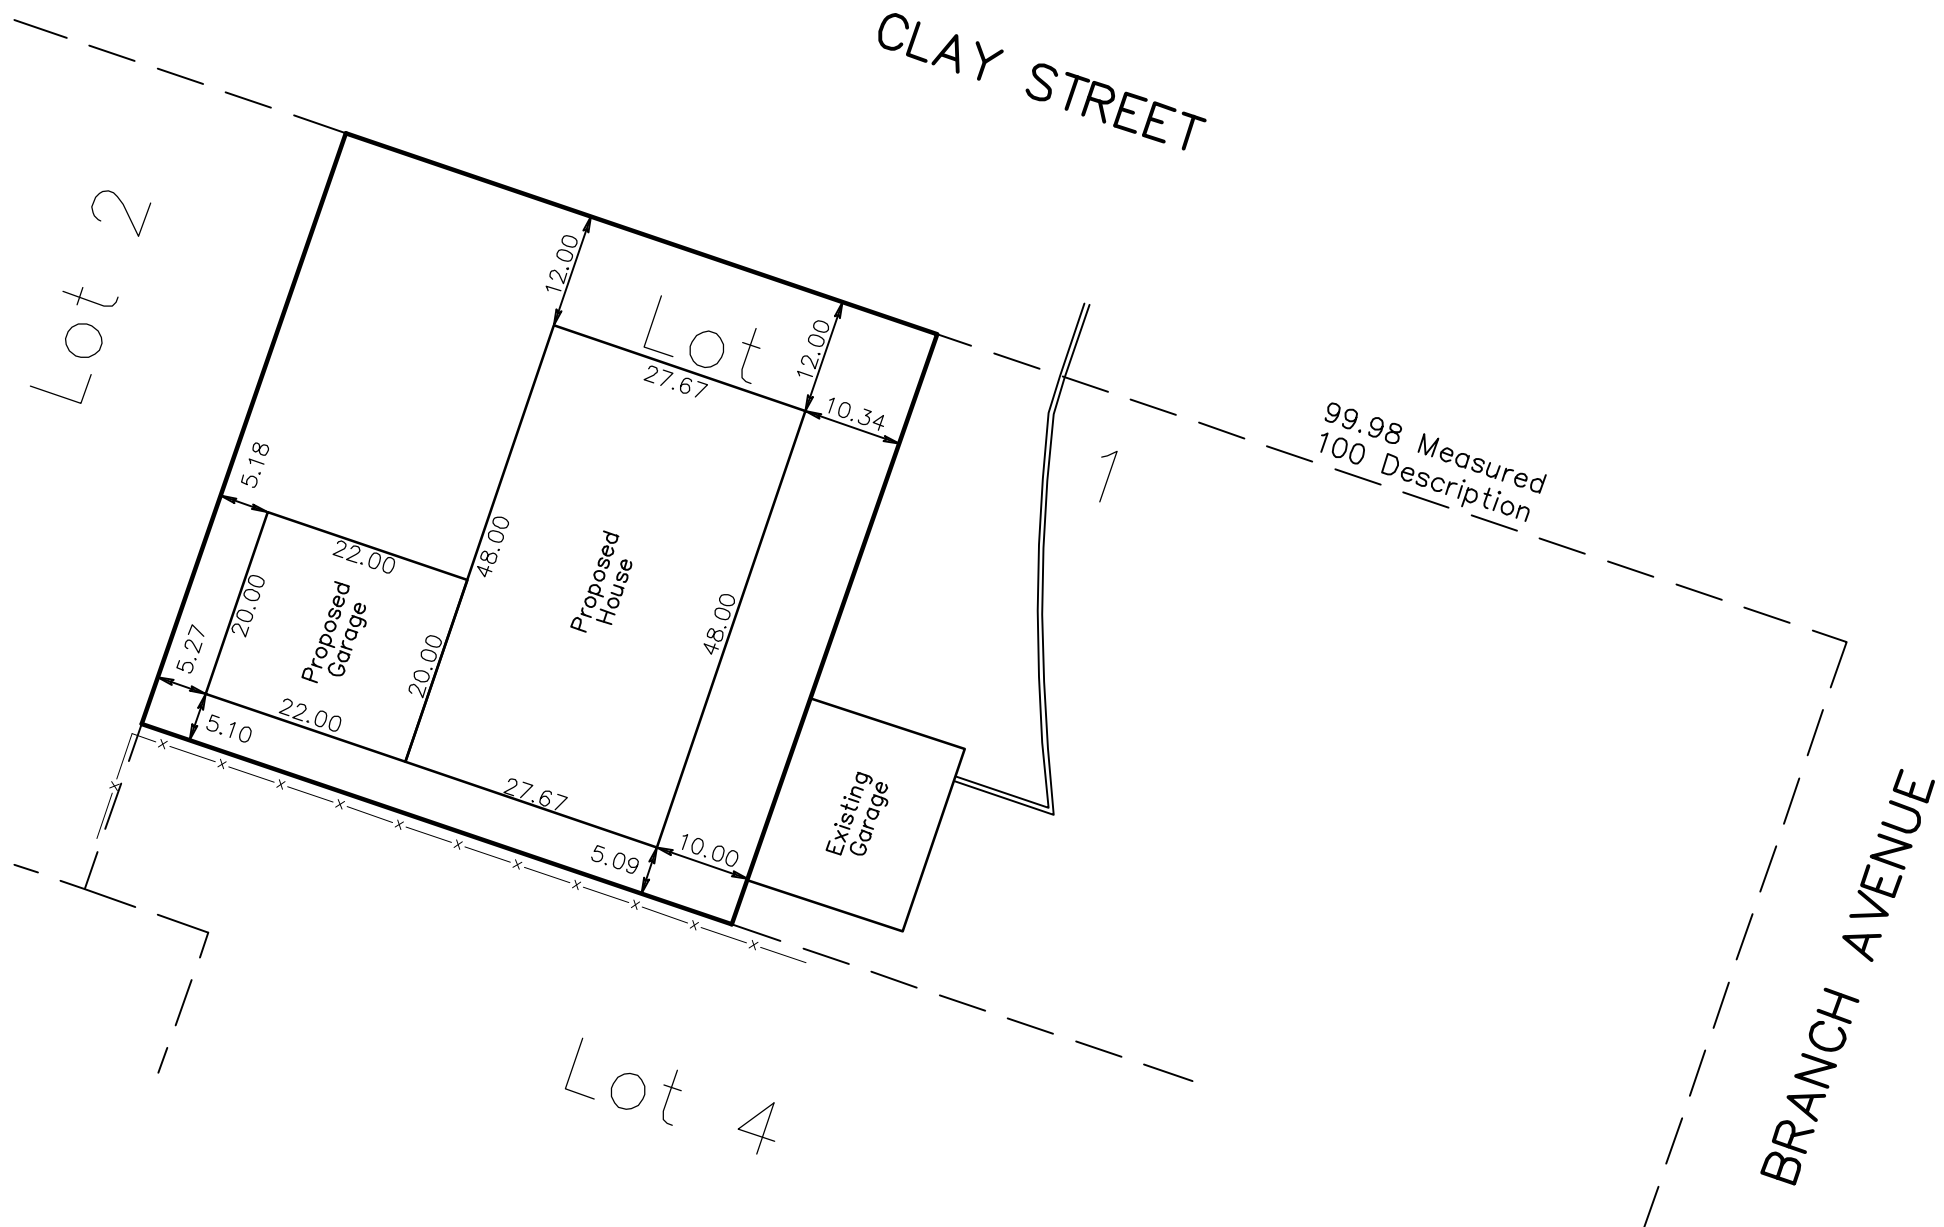 CLAY STREET
Lot 2
12.00
Lot 1
12.00
27.67
10.34
99.98 Measured
100 Description
5.18
22.00
48.00
Proposed
House
20.00
Proposed
Garage
48.00
5.27
20.00
22.00
5.10
27.67
5.09
10.00
Existing
Garage
BRANCH AVENUE
Lot 4